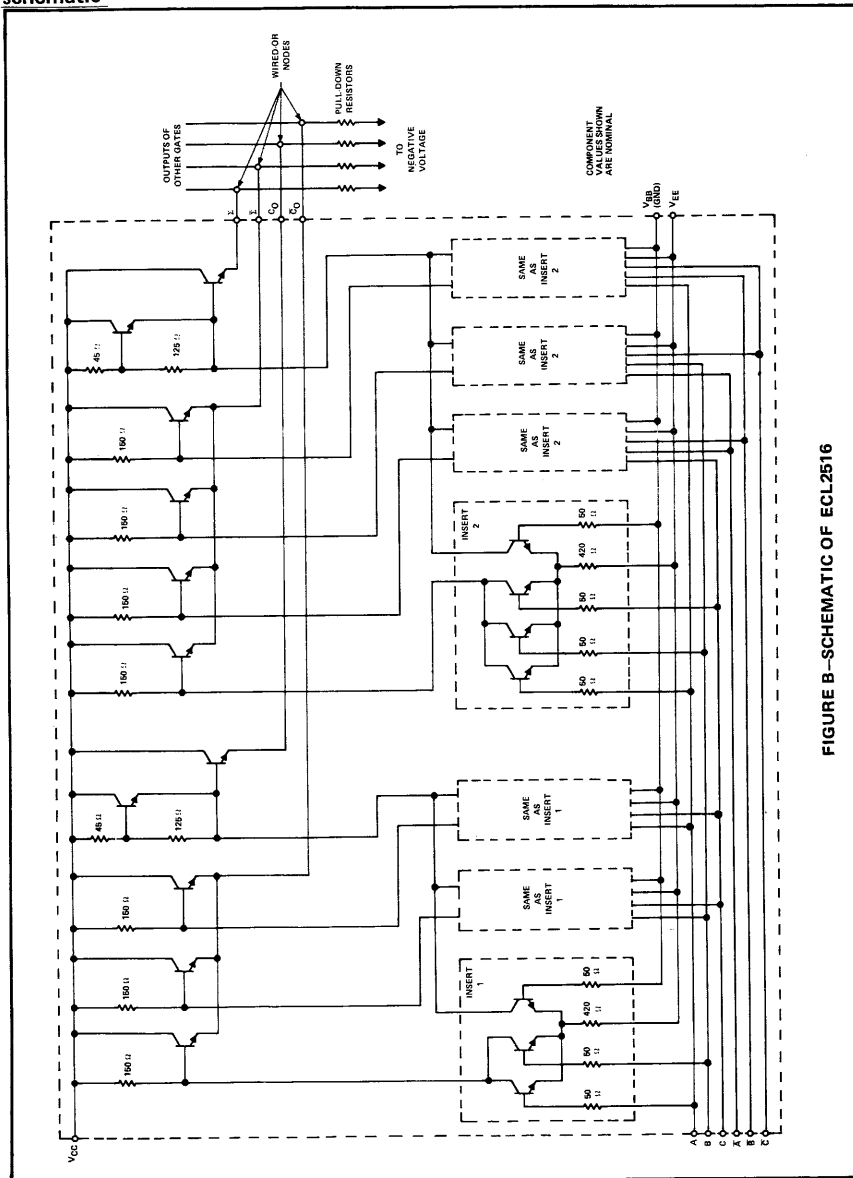 schematic
WIRED-OR
NODES
OUTPUTS OF
OTHER GATES
PULL-DOWN
RESISTORS
TO
NEGATIVE
VOLTAGE
COMPONENT
VALUES SHOWN
ARE NOMINAL
Σ
Σ̅
C_O
C̅_O
V_BB
(GND)
V_EE
45 Ω
125 Ω
150 Ω
150 Ω
150 Ω
150 Ω
45 Ω
125 Ω
150 Ω
150 Ω
150 Ω
SAME
AS
INSERT
2
SAME
AS
INSERT
2
SAME
AS
INSERT
2
INSERT
2
50
Ω
420
Ω
50
Ω
50
Ω
50
Ω
SAME
AS
INSERT
1
SAME
AS
INSERT
1
INSERT
1
50
Ω
420
Ω
50
Ω
50
Ω
V_CC
A
B
C
A̅
B̅
C̅
FIGURE B–SCHEMATIC OF ECL2516